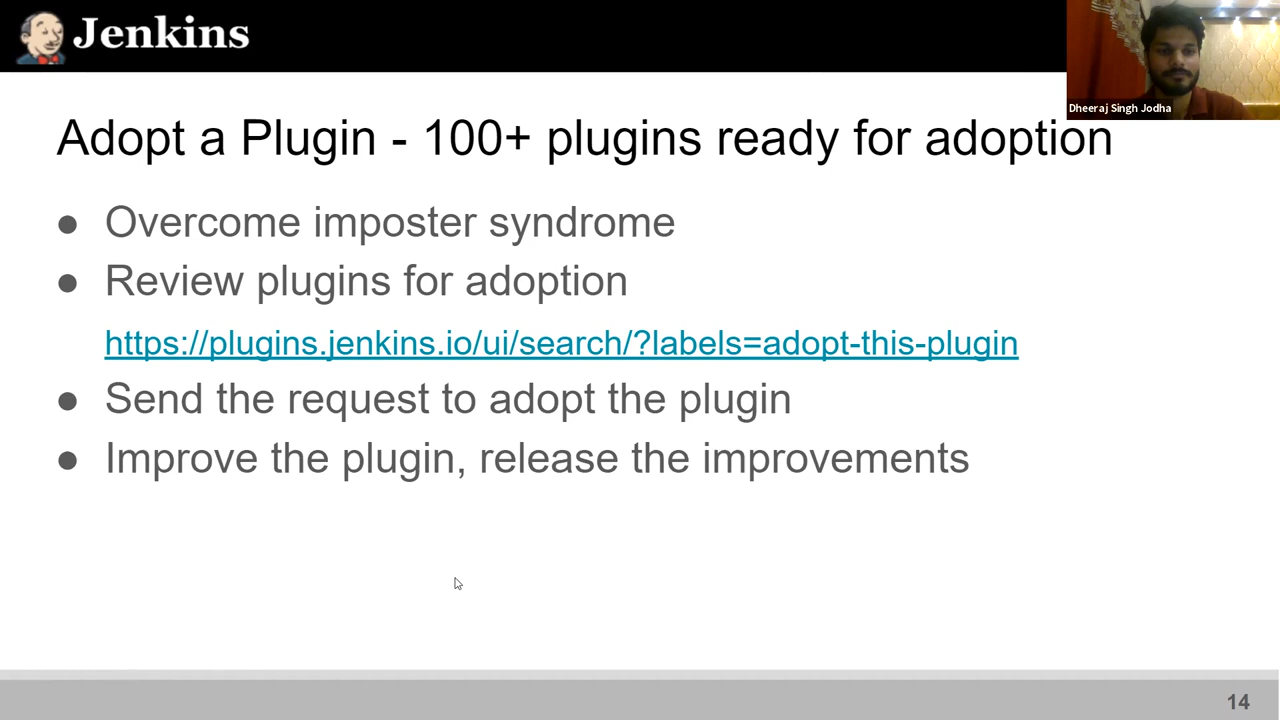 Jenkins
Dheeraj Singh Jodha
Adopt a Plugin - 100+ plugins ready for adoption
● Overcome imposter syndrome
● Review plugins for adoption
https://plugins.jenkins.io/ui/search/?labels=adopt-this-plugin
● Send the request to adopt the plugin
● Improve the plugin, release the improvements
14